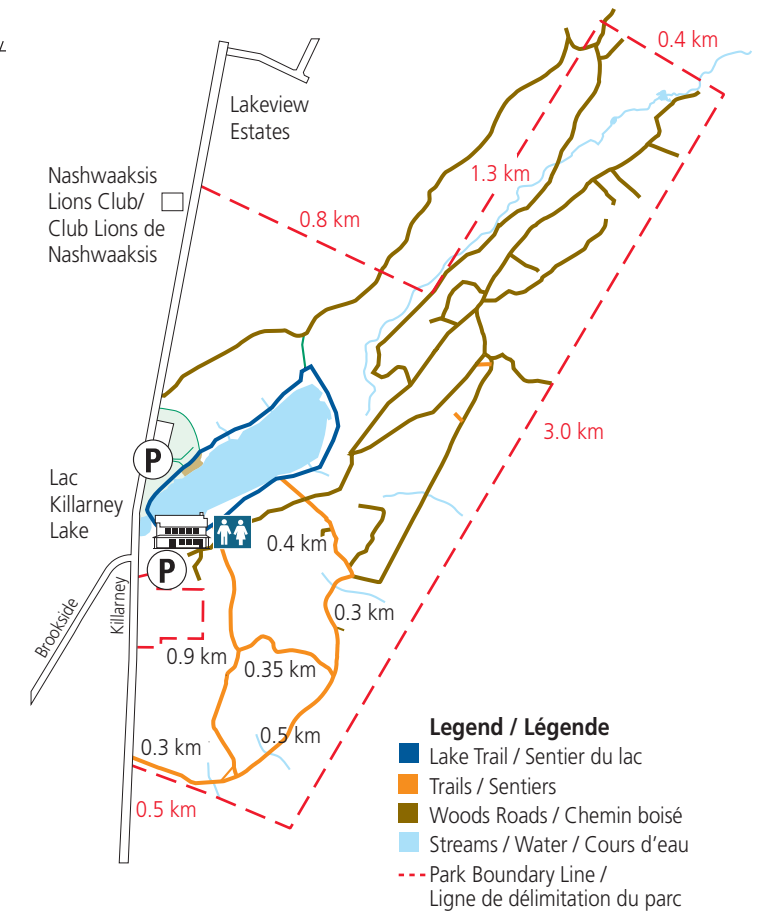 0.4 km
Lakeview
Estates
Nashwaaksis
Lions Club/
Club Lions de
Nashwaaksis
1.3 km
0.8 km
3.0 km
P
Lac
Killarney
Lake
0.4 km
P
Brookside
Killarney
0.3 km
0.9 km
0.35 km
0.5 km
0.3 km
0.5 km
Legend / Légende
Lake Trail / Sentier du lac
Trails / Sentiers
Woods Roads / Chemin boisé
Streams / Water / Cours d'eau
Park Boundary Line /
Ligne de délimitation du parc